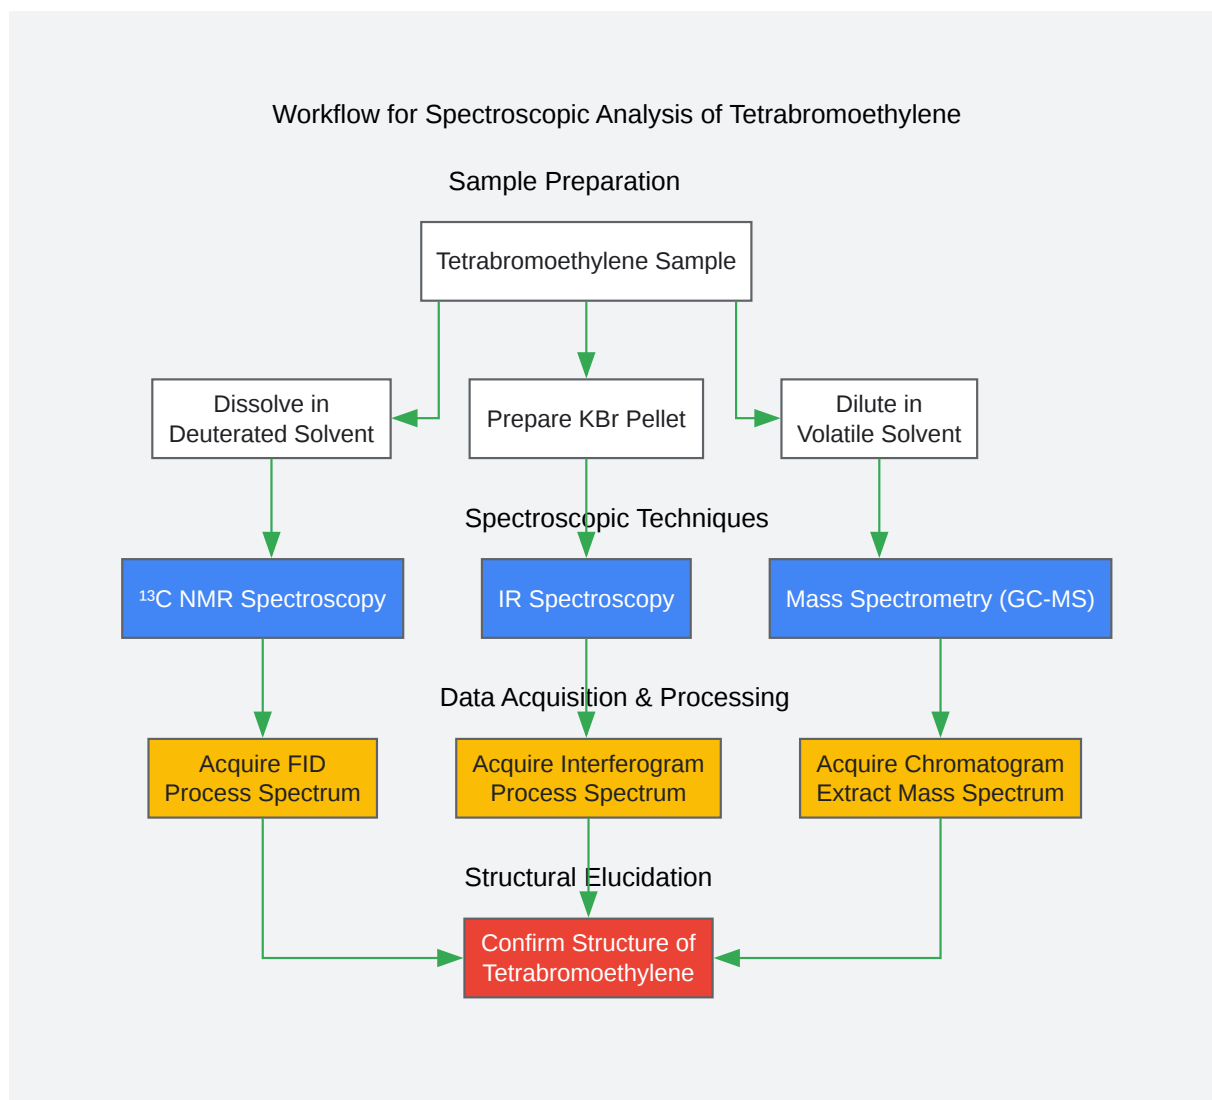 Workflow for Spectroscopic Analysis of Tetrabromoethylene
Sample Preparation
Tetrabromoethylene Sample
Dissolve in
Deuterated Solvent
Prepare KBr Pellet
Dilute in
Volatile Solvent
Spectroscopic Techniques
¹³C NMR Spectroscopy
IR Spectroscopy
Mass Spectrometry (GC-MS)
Data Acquisition & Processing
Acquire FID
Process Spectrum
Acquire Interferogram
Process Spectrum
Acquire Chromatogram
Extract Mass Spectrum
Structural Elucidation
Confirm Structure of
Tetrabromoethylene